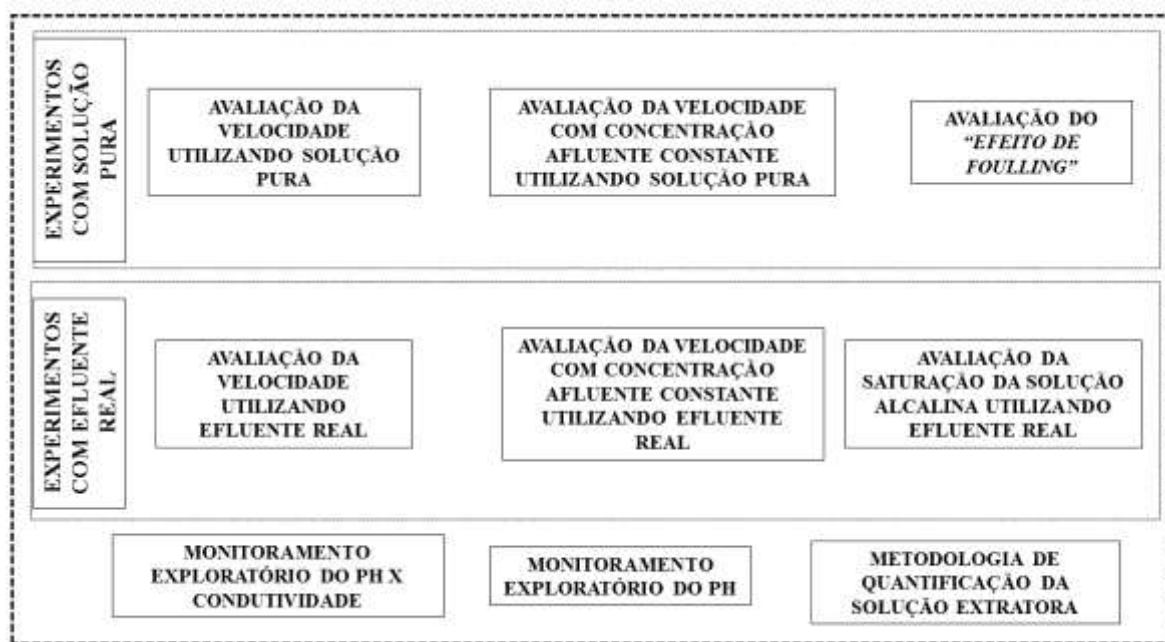 EXPERIMENTOS
COM SOLUÇÃO
PURA
AVALIAÇÃO DA
VELOCIDADE
UTILIZANDO SOLUÇÃO
PURA
AVALIAÇÃO DA VELOCIDADE
COM CONCENTRAÇÃO
AFLUENTE CONSTANTE
UTILIZANDO SOLUÇÃO PURA
AVALIAÇÃO DO
“EFEITO DE
FOULLING”
EXPERIMENTOS
COM EFLUENTE
REAL
AVALIAÇÃO DA
VELOCIDADE
UTILIZANDO
EFLUENTE REAL
AVALIAÇÃO DA VELOCIDADE
COM CONCENTRAÇÃO
AFLUENTE CONSTANTE
UTILIZANDO EFLUENTE
REAL
AVALIAÇÃO DA
SATURAÇÃO DA SOLUÇÃO
ALCALINA UTILIZANDO
EFLUENTE REAL
MONITORAMENTO
EXPLORATÓRIO DO PH X
CONDUTIVIDADE
MONITORAMENTO
EXPLORATÓRIO DO PH
METODOLOGIA DE
QUANTIFICAÇÃO DA
SOLUÇÃO EXTRATORA